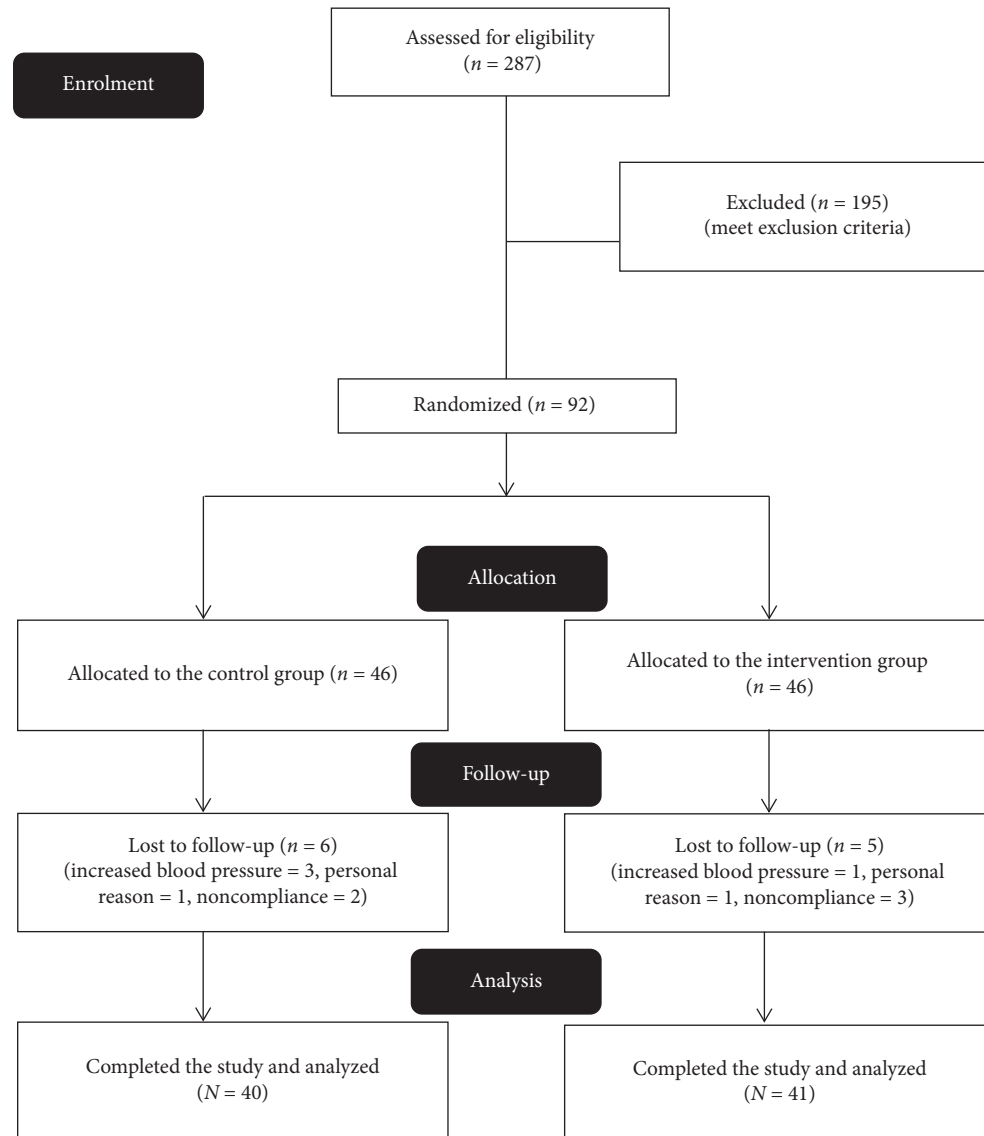 Assessed for eligibility
(n = 287)
Enrolment
Excluded (n = 195)
(meet exclusion criteria)
Randomized (n = 92)
Allocation
Allocated to the control group (n = 46)
Allocated to the intervention group
(n = 46)
Follow-up
Lost to follow-up (n = 6)
(increased blood pressure = 3, personal
reason = 1, noncompliance = 2)
Lost to follow-up (n = 5)
(increased blood pressure = 1, personal
reason = 1, noncompliance = 3)
Analysis
Completed the study and analyzed
(N = 40)
Completed the study and analyzed
(N = 41)